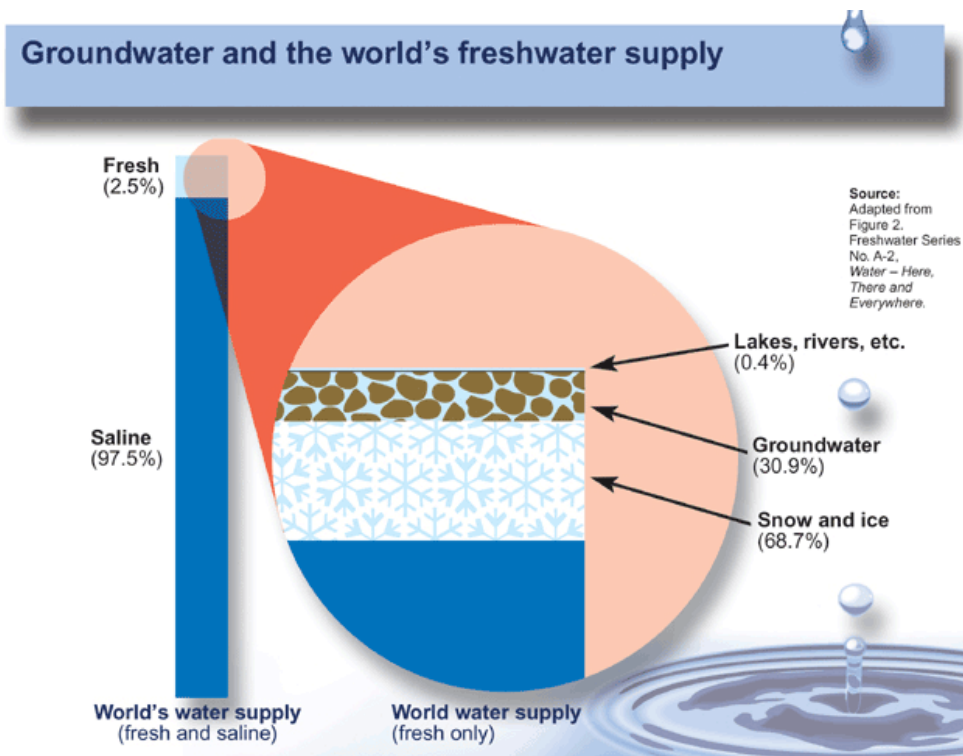 Groundwater and the world's freshwater supply
Fresh
(2.5%)
Source:
Adapted from
Figure 2.
Freshwater Series
No. A-2,
Water – Here,
There and
Everywhere.
Lakes, rivers, etc.
(0.4%)
Saline
(97.5%)
Groundwater
(30.9%)
Snow and ice
(68.7%)
World's water supply
(fresh and saline)
World water supply
(fresh only)